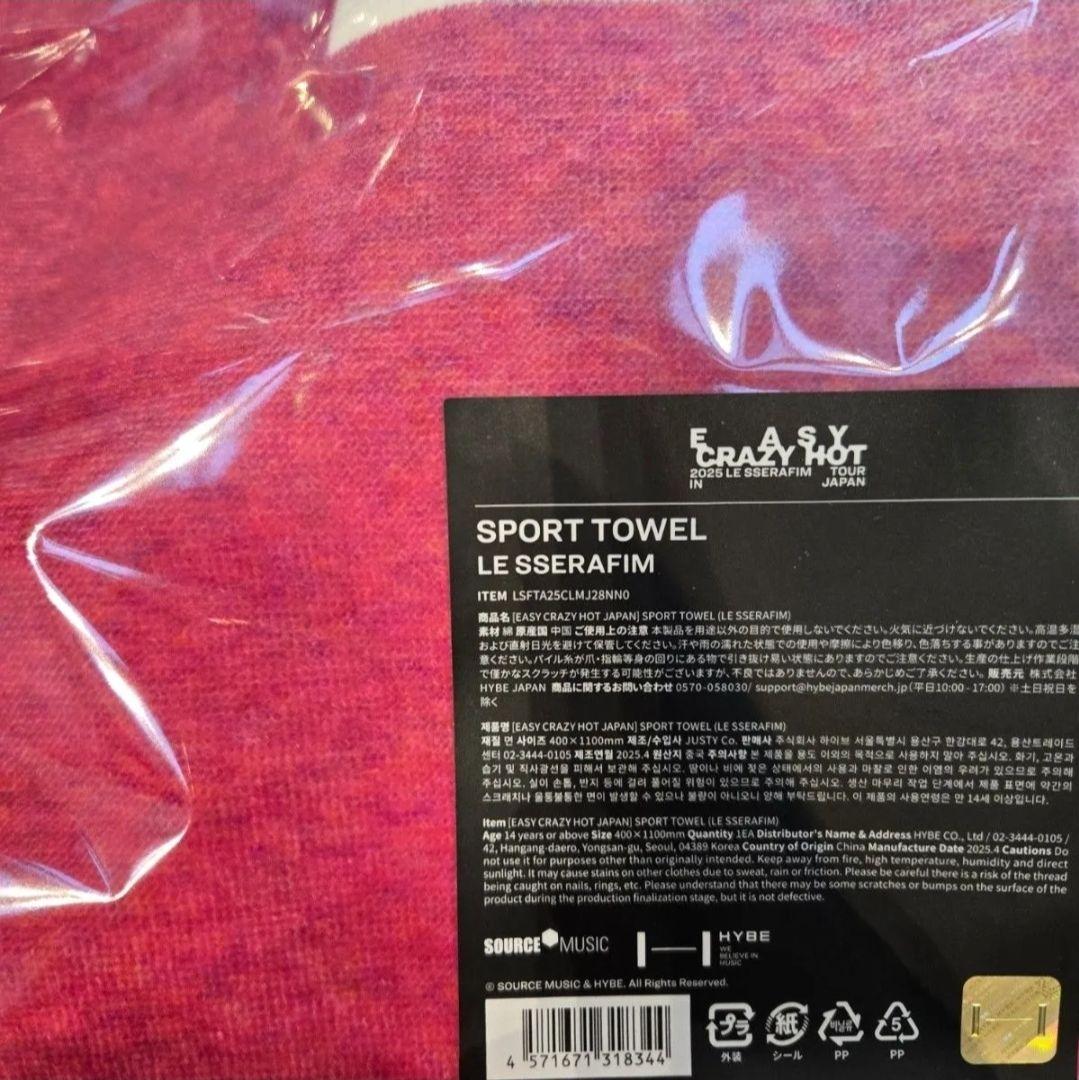 E ASY
CRAZY HOT
2025 LE SSERAFIM TOUR
IN JAPAN
SPORT TOWEL
LE SSERAFIM
ITEM LSFTA25CLMJ28NN0
商品名 [EASY CRAZY HOT JAPAN] SPORT TOWEL (LE SSERAFIM)
素材 綿 原産国 中国 ご使用上の注意 本製品を用途以外の目的で使用しないでください。火気に近づけないでください。高温多湿
および直射日光を避けて保管してください。汗や雨の濡れた状態での使用や摩擦により色移り、色落ちする事がありますのでご注
意ください。パイル糸が爪・指輪等身の回りにある物で引き抜け易い状態にありますのでご注意ください。生産の仕上げ作業段階
で僅かなスクラッチが発生する可能性がございますが、不良ではありませんので、あらかじめご了承ください。販売元 株式会社
HYBE JAPAN 商品に関するお問い合わせ 0570-058030/ support@hybejapanmerch.jp (平日10:00 - 17:00) ※土日祝日を
除く
제품명 [EASY CRAZY HOT JAPAN] SPORT TOWEL (LE SSERAFIM)
재질 면 사이즈 400×1100mm 제조/수입사 JUSTY Co. 판매사 주식회사 하이브 서울특별시 용산구 한강대로 42, 용산트레이드
센터 02-3444-0105 제조연월 2025.4 원산지 중국 주의사항 본 제품을 용도 이외의 목적으로 사용하지 말아 주십시오. 화기, 고온과
습기 및 직사광선을 피해서 보관해 주십시오. 땀이나 비에 젖은 상태에서의 사용과 마찰로 인한 이염의 우려가 있으므로 주의해
주십시오. 실이 손톱, 반지 등에 걸려 풀어질 위험이 있으므로 주의해 주십시오. 생산 마무리 작업 단계에서 제품 표면에 약간의
스크래치나 울퉁불퉁한 면이 발생할 수 있으나 불량이 아니오니 양해 부탁드립니다. 이 제품의 사용연령은 만 14세 이상입니다.
Item [EASY CRAZY HOT JAPAN] SPORT TOWEL (LE SSERAFIM)
Age 14 years or above Size 400×1100mm Quantity 1EA Distributor's Name & Address HYBE CO., Ltd / 02-3444-0105 /
42, Hangang-daero, Yongsan-gu, Seoul, 04389 Korea Country of Origin China Manufacture Date 2025.4 Cautions Do
not use it for purposes other than originally intended. Keep away from fire, high temperature, humidity and direct
sunlight. It may cause stains on other clothes due to sweat, rain or friction. Please be careful there is a risk of the thread
being caught on nails, rings, etc. Please understand that there may be some scratches or bumps on the surface of the
product during the production finalization stage, but it is not defective.
SOURCE MUSIC HYBE
WE
BELIEVE IN
MUSIC
© SOURCE MUSIC & HYBE. All Rights Reserved.
4 571671 318344
プラ 紙 비닐류 5
外装 シール PP PP